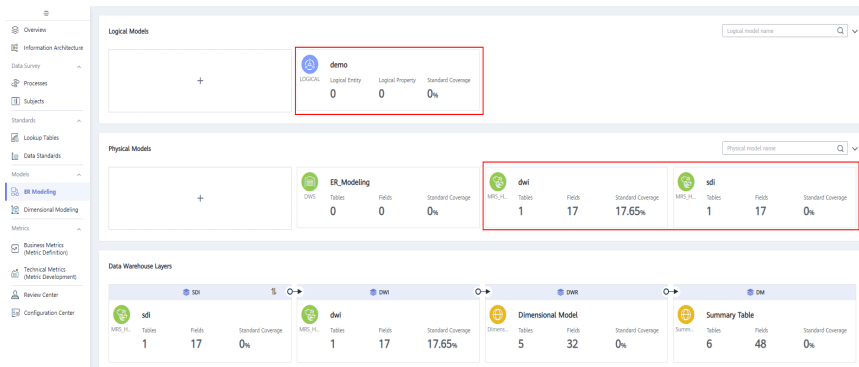 Overview
Information Architecture
Data Survey
Processes
Subjects
Standards
Lookup Tables
Data Standards
Models
ER Modeling
Dimensional Modeling
Metrics
Business Metrics
(Metric Definition)
Technical Metrics
(Metric Development)
Review Center
Configuration Center
Logical Models
Logical model name
+
demo
LOGICAL Logical Entity Logical Property Standard Coverage
0 0 0%
Physical Models
Physical model name
+
ER_Modeling
DWS Tables Fields Standard Coverage
0 0 0%
dwi
MRS_H... Tables Fields Standard Coverage
1 17 17.65%
sdi
MRS_H... Tables Fields Standard Coverage
1 17 0%
Data Warehouse Layers
SDI DWI DWR DM
sdi
MRS_H... Tables Fields Standard Coverage
1 17 0%
dwi
MRS_H... Tables Fields Standard Coverage
1 17 17.65%
Dimensional Model
Dimens... Tables Fields Standard Coverage
5 32 0%
Summary Table
Summ... Tables Fields Standard Coverage
6 48 0%